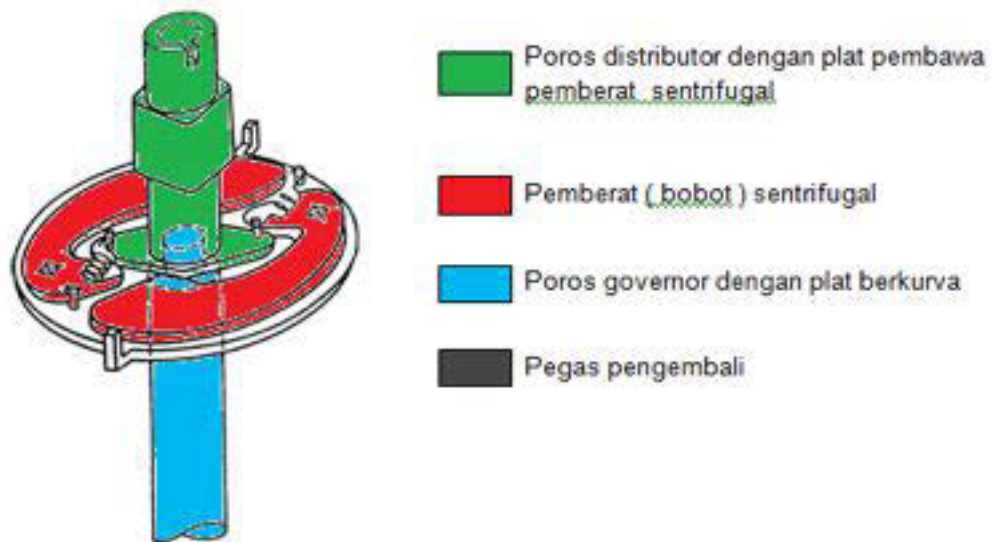 Poros distributor dengan plat pembawa
pemberat sentrifugal
Pemberat ( bobot ) sentrifugal
Poros governor dengan plat berkurva
Pegas pengembali